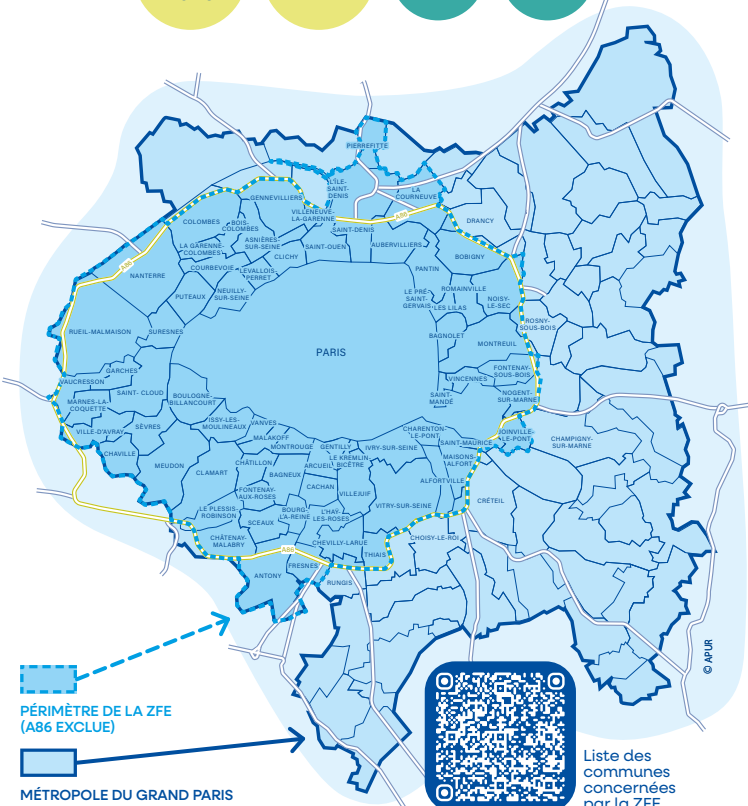 PIERREFITTE
L'ÎLE-
SAINT-
DENIS
LA
COURNEUVE
GENNEVILLIERS
VILLENEUVE-
LA-GARENNE
A86
DRANCY
COLOMBES
BOIS-
COLOMBES
SAINT-DENIS
LA GARENNE-
COLOMBES
ASNIÈRES
SUR-SEINE
SAINT-OUEN
AUBERVILLIERS
CLICHY
BOBIGNY
A86
NANTERRE
COURBEVOIE
LEVALLOIS-
PERRET
PANTIN
PUTEAUX
NEUILLY-
SUR-SEINE
LE PRÉ-
SAINT-
GERVAIS
ROMAINVILLE
LES LILAS
NOISY-
LE-SEC
ROSNY-
SOUS-BOIS
RUEIL-MALMAISON
SURESNES
BAGNOLET
MONTREUIL
PARIS
GARCHES
VAUCRESSON
FONTENAY-
SOUS-BOIS
VINCENNES
SAINT- CLOUD
BOULOGNE-
BILLANCOURT
SAINT-
MANDÉ
NOGENT-
SUR-MARNE
MARNES-LA-
COQUETTE
SÈVRES
ISSY-LES-
MOULINEAUX
VANVES
VILLE-D'AVRAY
MALAKOFF
MONTROUGE
GENTILLY
CHARENTON-
LE-PONT
IVRY-SUR-SEINE
SAINT-MAURICE
JOINVILLE-
LE-PONT
CHAMPIGNY-
SUR-MARNE
CHAVILLE
MEUDON
CLAMART
CHÂTILLON
BAGNEUX
ARCUEIL
LE KREMLIN-
BICÊTRE
MAISONS-
ALFORT
ALFORTVILLE
FONTENAY-
AUX-ROSES
CACHAN
VILLEJUIF
CRÉTEIL
LE PLESSIS-
ROBINSON
SCEAUX
BOURG-
LA-REINE
L'HAŸ-
LES-ROSES
VITRY-SUR-SEINE
CHÂTENAY-
MALABRY
A86
CHEVILLY-LARUE
THIAIS
CHOISY-LE-ROI
ANTONY
FRESNES
RUNGIS
© APUR
PÉRIMÈTRE DE LA ZFE
(A86 EXCLUE)
MÉTROPOLE DU GRAND PARIS
Liste des
communes
concernées
par la ZFE